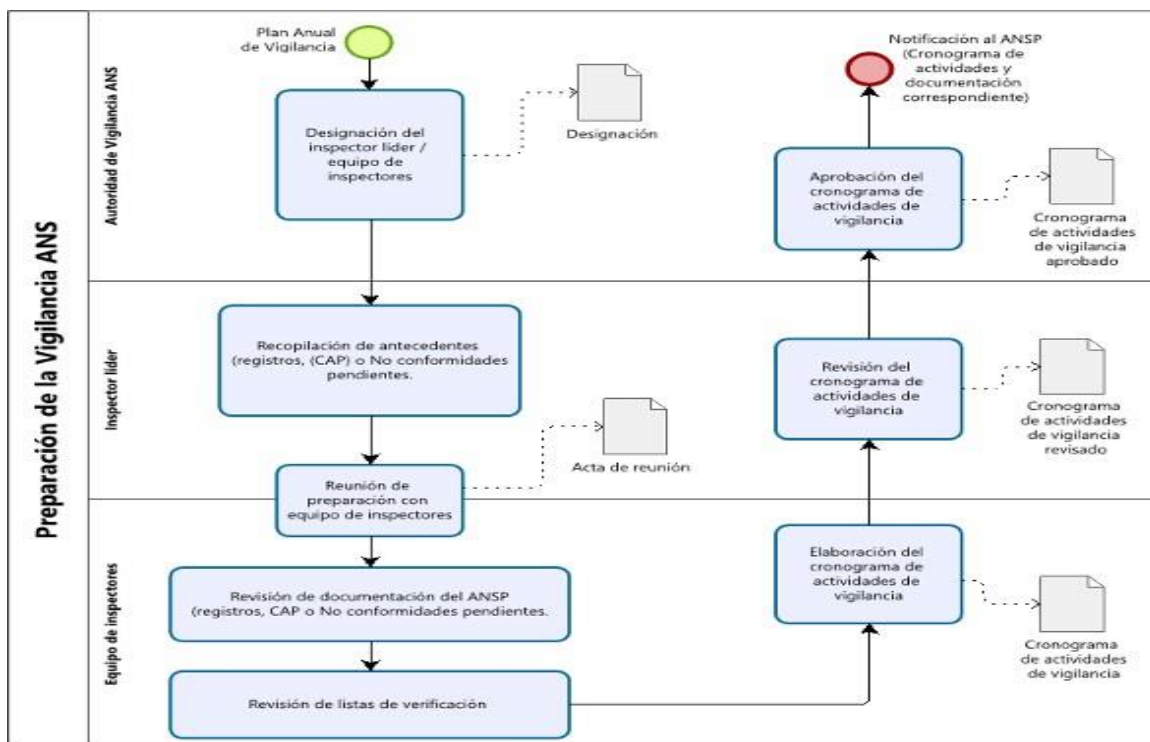 Preparación de la Vigilancia ANS
Autoridad de Vigilancia ANS
Plan Anual
de Vigilancia
Designación del
inspector líder /
equipo de
inspectores
Designación
Notificación al ANSP
(Cronograma de
actividades y
documentación
correspondiente)
Aprobación del
cronograma de
actividades de
vigilancia
Cronograma
de actividades
de vigilancia
aprobado
Inspector líder
Recopilación de antecedentes
(registros, (CAP) o No conformidades
pendientes.
Reunión de
preparación con
equipo de inspectores
Acta de reunión
Revisión del
cronograma de
actividades de
vigilancia
Cronograma
de actividades
de vigilancia
revisado
Equipo de inspectores
Revisión de documentación del ANSP
(registros, CAP o No conformidades pendientes.
Revisión de listas de verificación
Elaboración del
cronograma de
actividades de
vigilancia
Cronograma
de actividades
de vigilancia